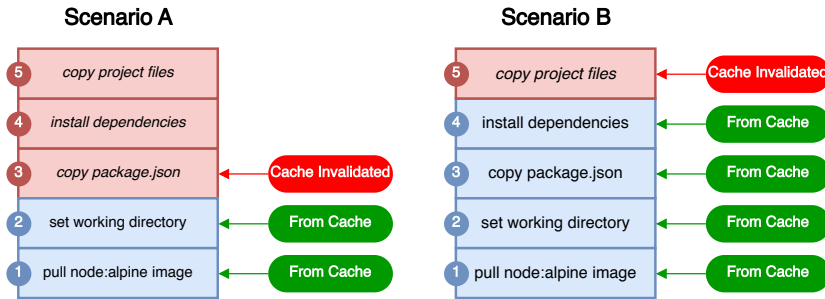 Scenario A
5 copy project files
4 install dependencies
3 copy package.json
Cache Invalidated
2 set working directory
From Cache
1 pull node:alpine image
From Cache
Scenario B
5 copy project files
Cache Invalidated
4 install dependencies
From Cache
3 copy package.json
From Cache
2 set working directory
From Cache
1 pull node:alpine image
From Cache